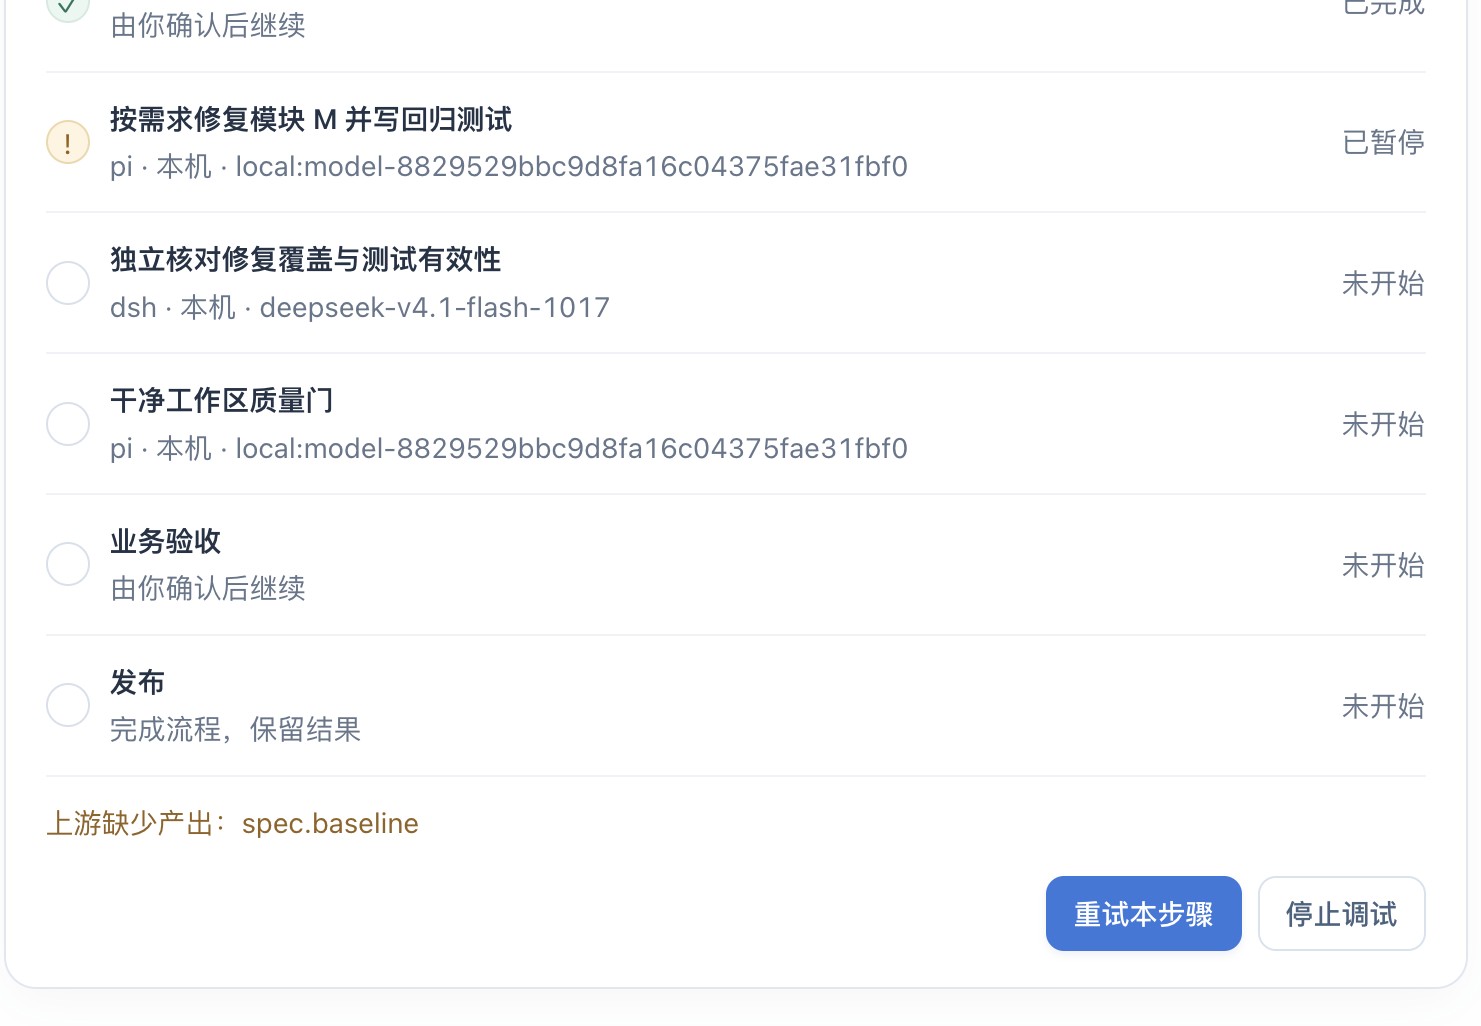 已完成
由你确认后继续
按需求修复模块 M 并写回归测试
pi · 本机 · local:model-8829529bbc9d8fa16c04375fae31fbf0
已暂停
独立核对修复覆盖与测试有效性
dsh · 本机 · deepseek-v4.1-flash-1017
未开始
干净工作区质量门
pi · 本机 · local:model-8829529bbc9d8fa16c04375fae31fbf0
未开始
业务验收
由你确认后继续
未开始
发布
完成流程，保留结果
未开始
上游缺少产出：spec.baseline
重试本步骤
停止调试